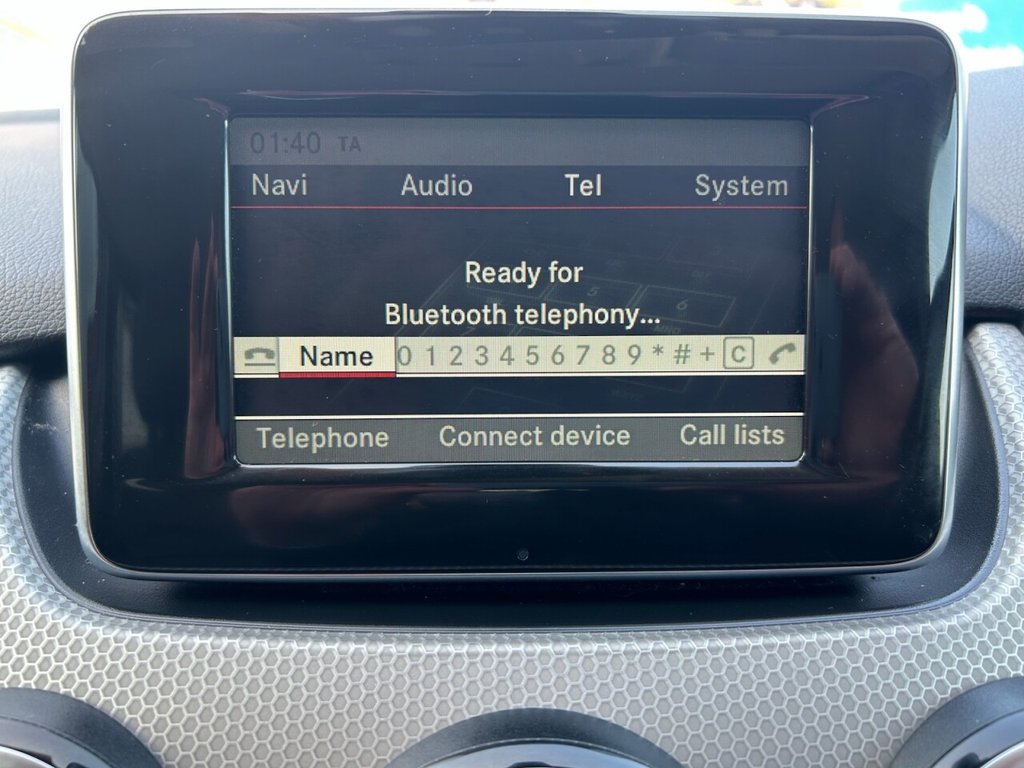 01:40 TA
Navi Audio Tel System
Ready for
Bluetooth telephony...
Name 0 1 2 3 4 5 6 7 8 9 * # + C
Telephone Connect device Call lists